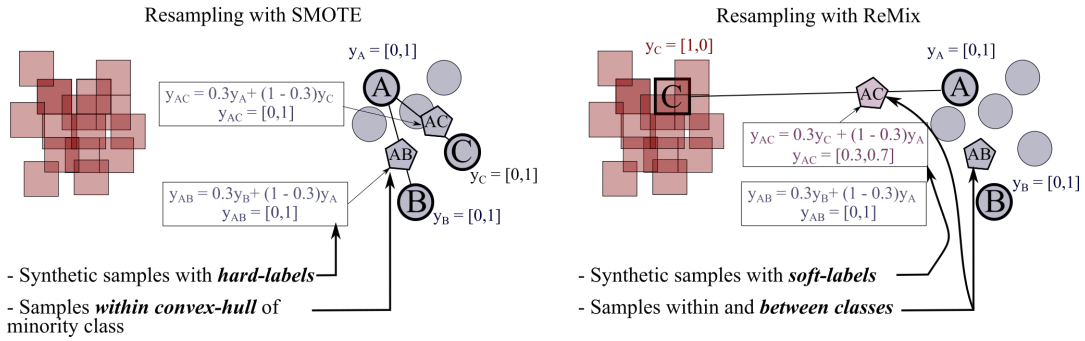 Resampling with SMOTE
y_A = [0,1]
A
y_AC = 0.3y_A + (1 - 0.3)y_C
y_AC = [0,1]
AC
C
y_C = [0,1]
AB
y_AB = 0.3y_B + (1 - 0.3)y_A
y_AB = [0,1]
B
y_B = [0,1]
- Synthetic samples with hard-labels
- Samples within convex-hull of
minority class
Resampling with ReMix
y_C = [1,0]
y_A = [0,1]
C
AC
A
y_AC = 0.3y_C + (1 - 0.3)y_A
y_AC = [0.3,0.7]
AB
y_B = [0,1]
y_AB = 0.3y_B + (1 - 0.3)y_A
y_AB = [0,1]
B
- Synthetic samples with soft-labels
- Samples within and between classes